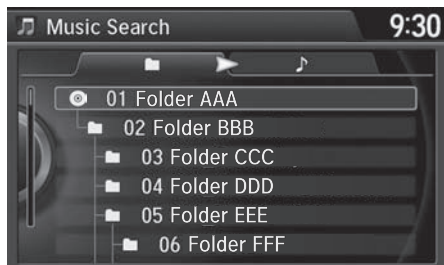 Music Search
9:30
01 Folder AAA
02 Folder BBB
03 Folder CCC
04 Folder DDD
05 Folder EEE
06 Folder FFF